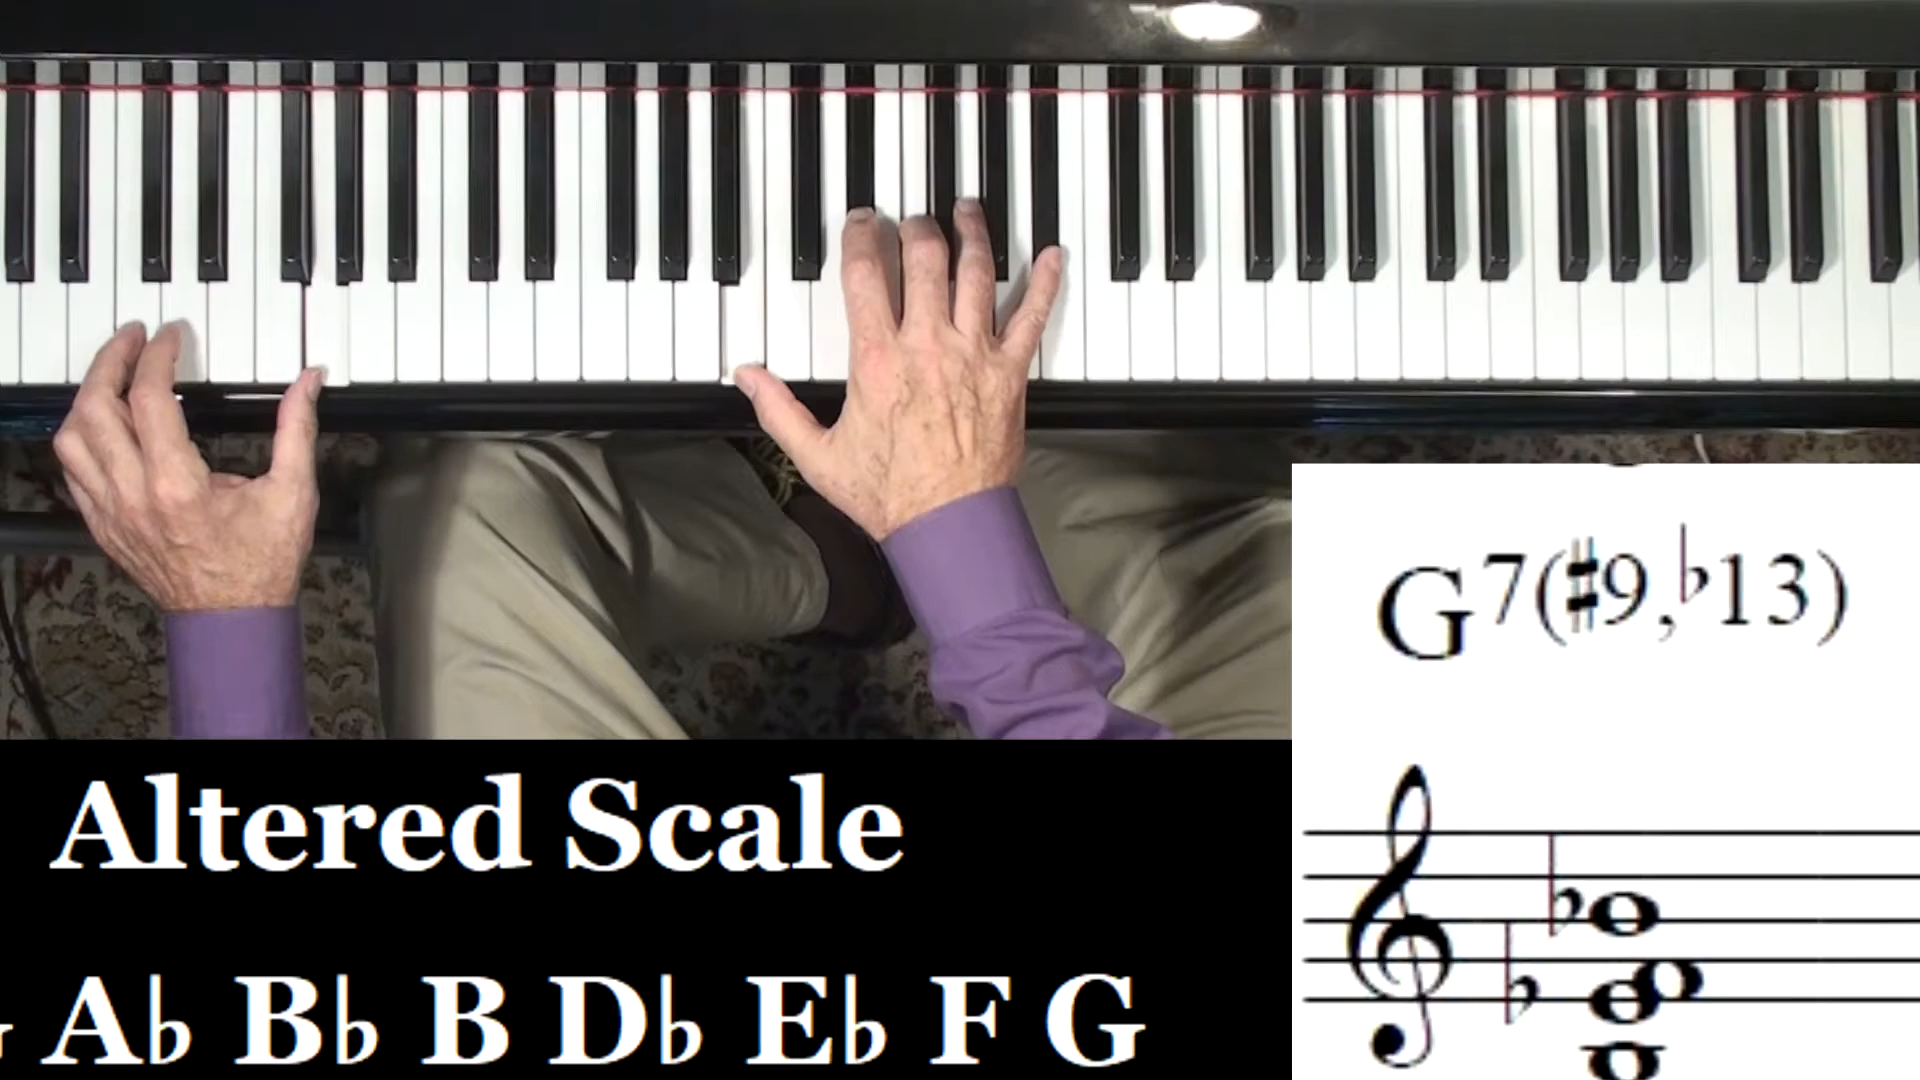 G7(♯9,♭13)
Altered Scale
A♭ B♭ B D♭ E♭ F G